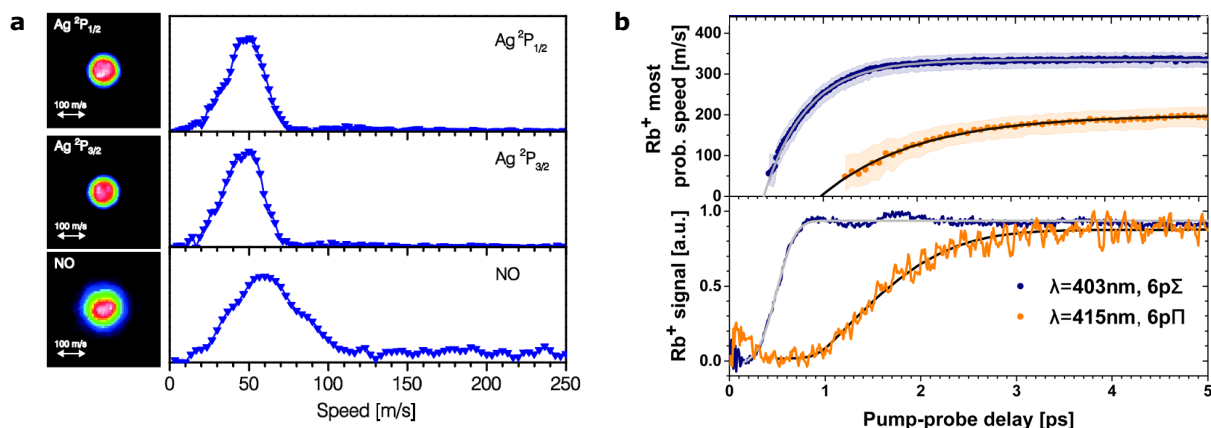 a
Ag ²P₁/₂
100 m/s
Ag ²P₃/₂
100 m/s
NO
100 m/s
Ag ²P₁/₂
Ag ²P₃/₂
NO
0 50 100 150 200 250
Speed [m/s]
b
Rb⁺ most
prob. speed [m/s]
400
300
200
100
0
Rb⁺ signal [a.u.]
1.0
0.5
0.0
λ=403nm, 6pΣ
λ=415nm, 6pΠ
0 1 2 3 4 5
Pump-probe delay [ps]